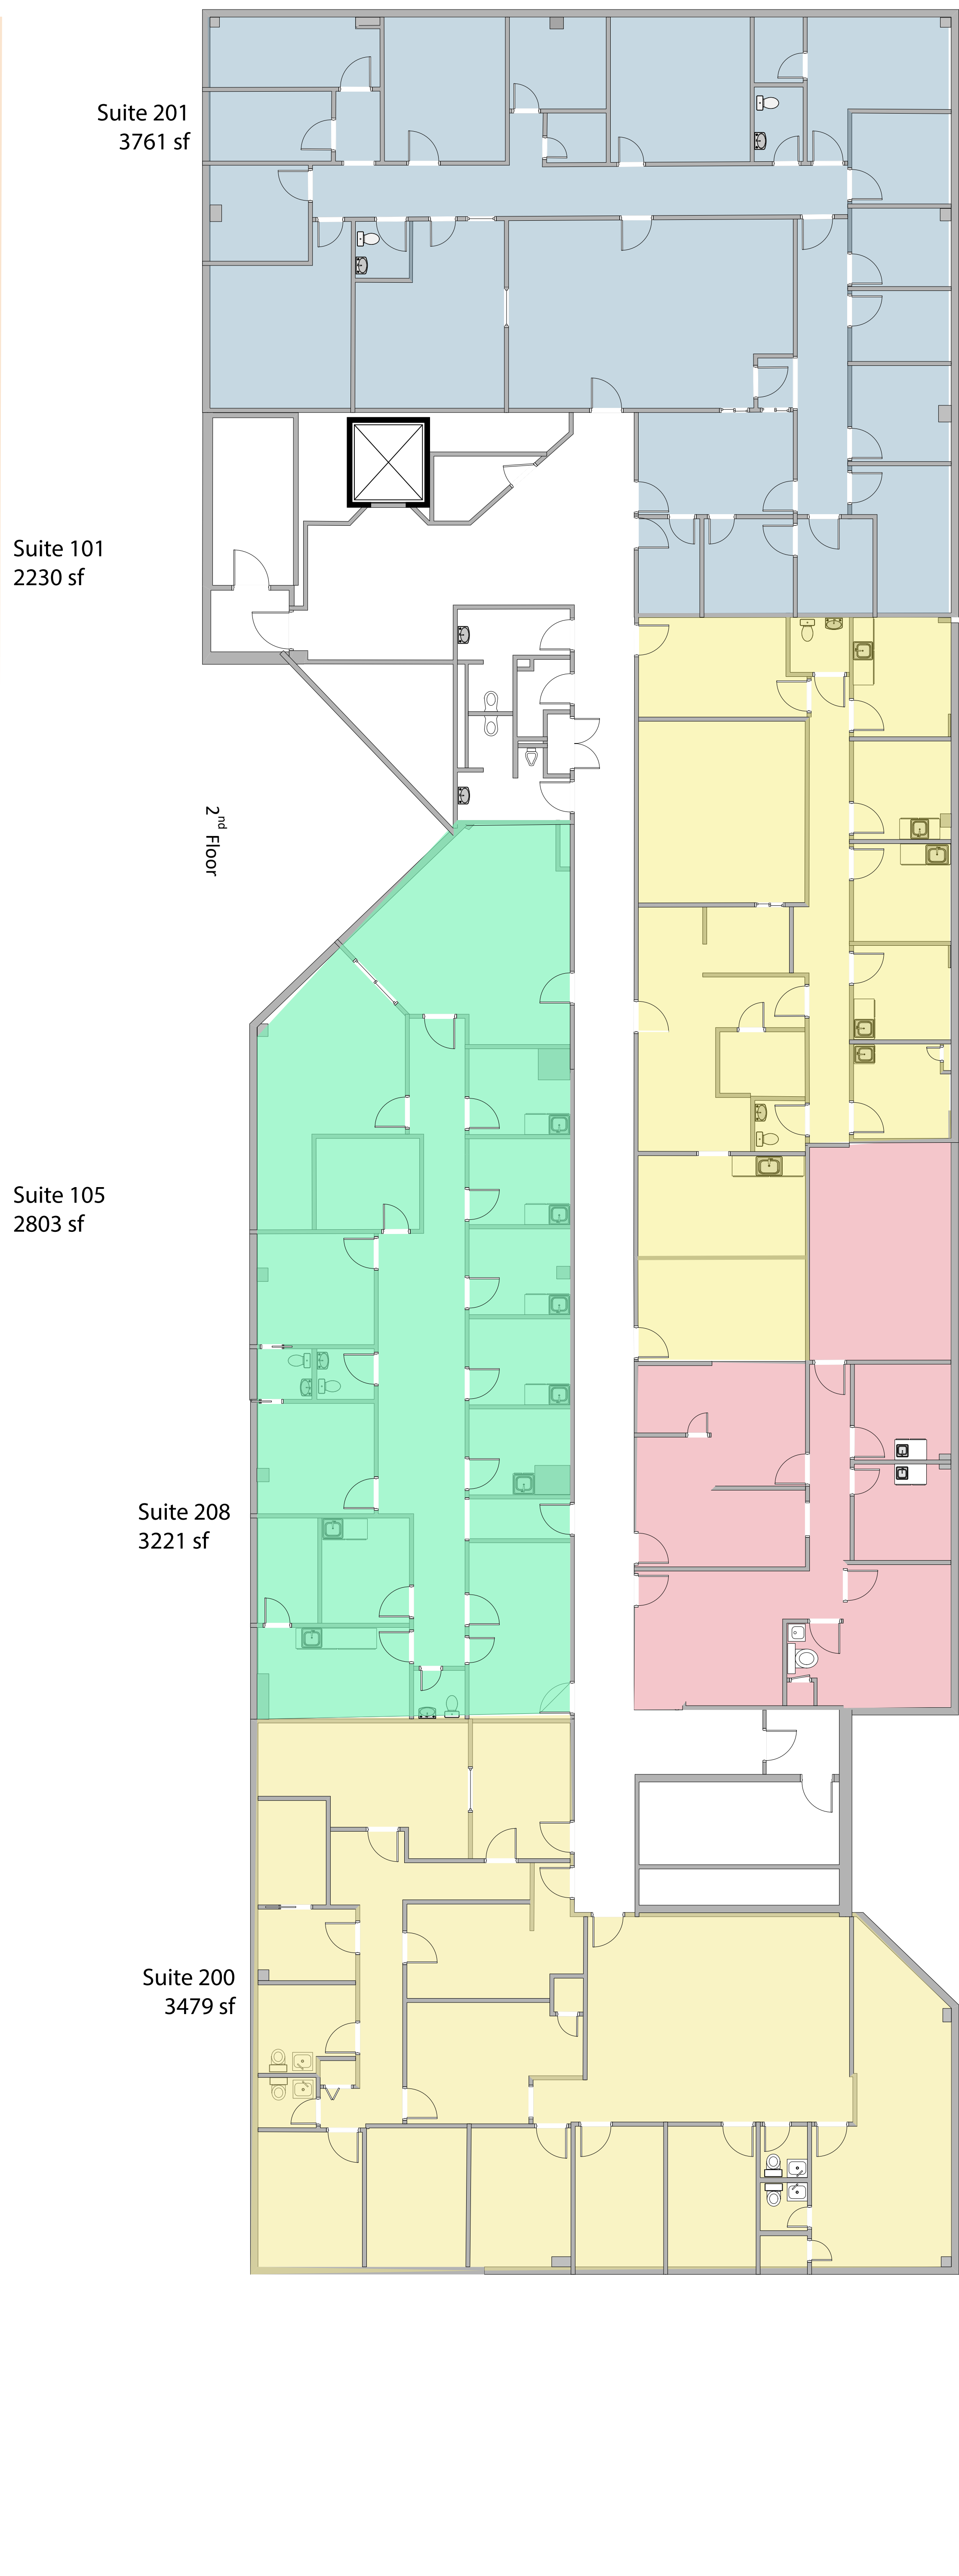 Suite 201
3761 sf
Suite 101
2230 sf
2nd Floor
Suite 105
2803 sf
Suite 208
3221 sf
Suite 200
3479 sf